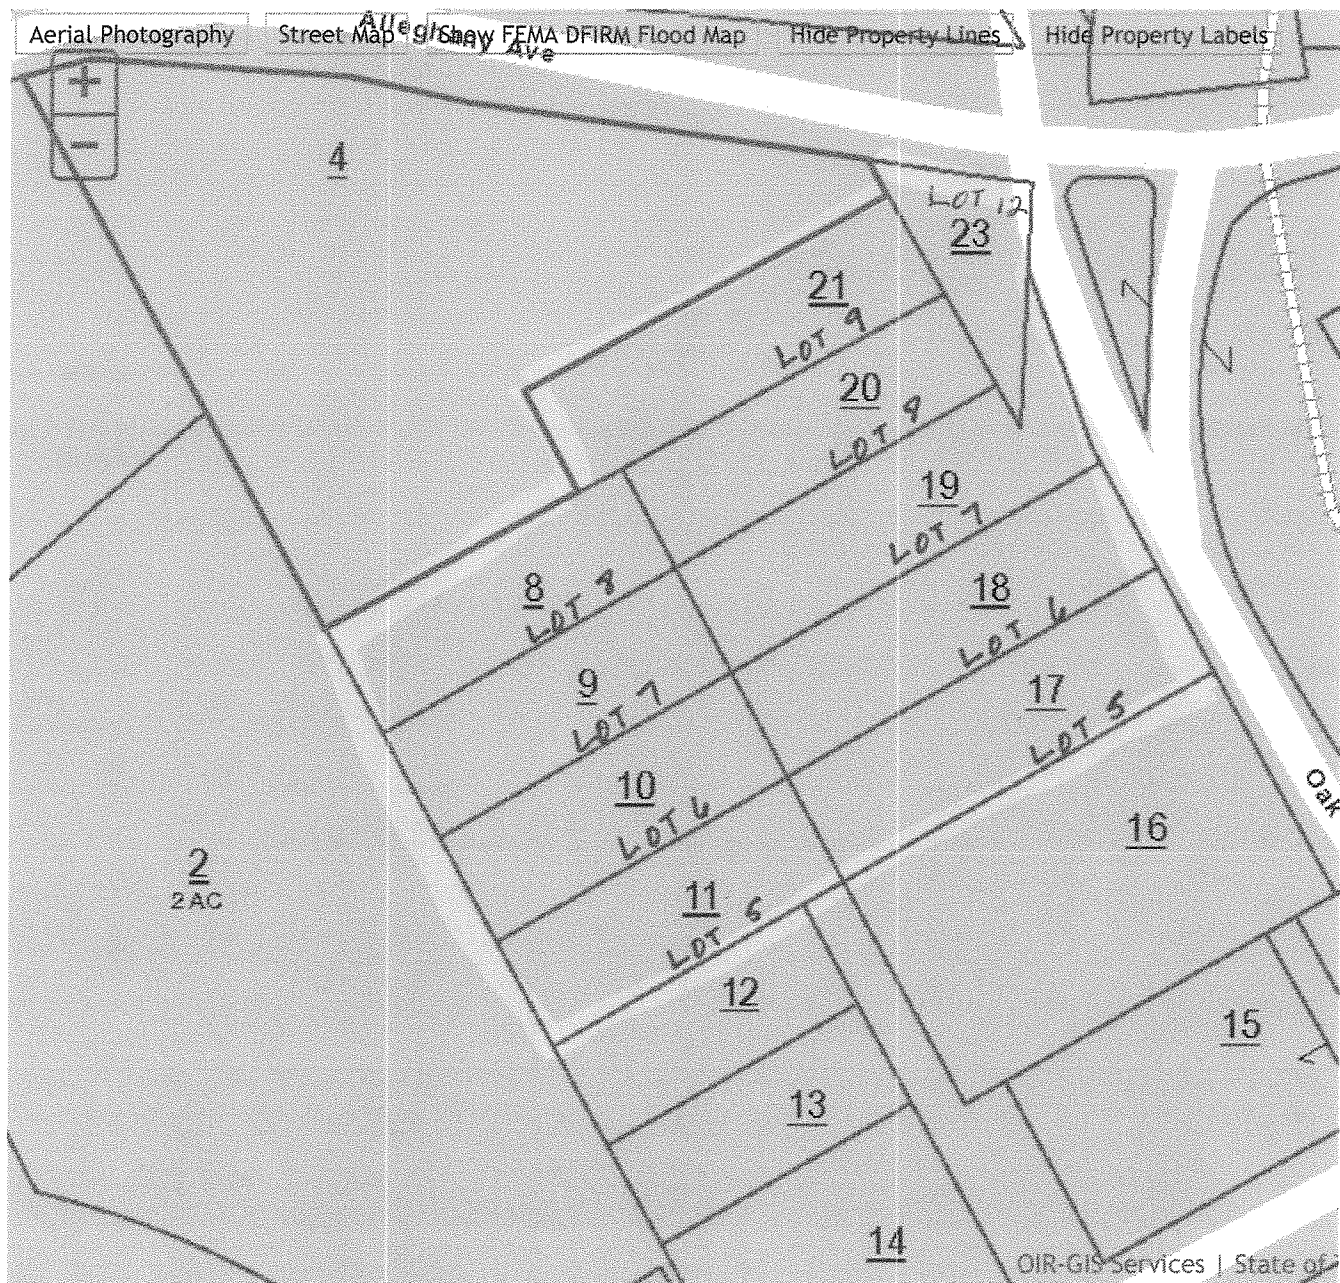 Aerial Photography
Street Map
Show FEMA DFIRM Flood Map
Hide Property Lines
Hide Property Labels
Alleghany Ave
+
−
4
LOT 12
23
21
LOT 9
20
LOT 8
19
LOT 7
8
LOT 8
18
LOT 6
9
LOT 7
17
LOT 5
10
LOT 6
Oak
16
2
2 AC
11
LOT 5
12
15
13
14
OIR-GIS Services | State of